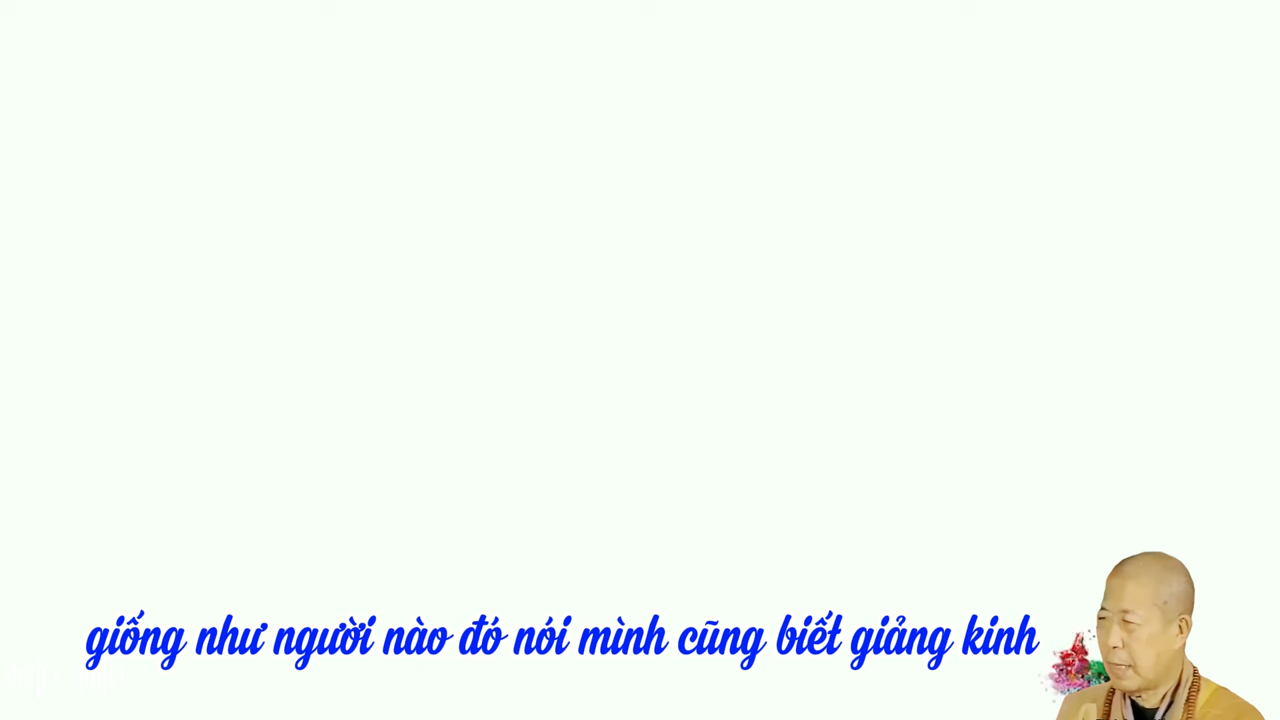 giống như người nào đó nói mình cũng biết giảng kinh